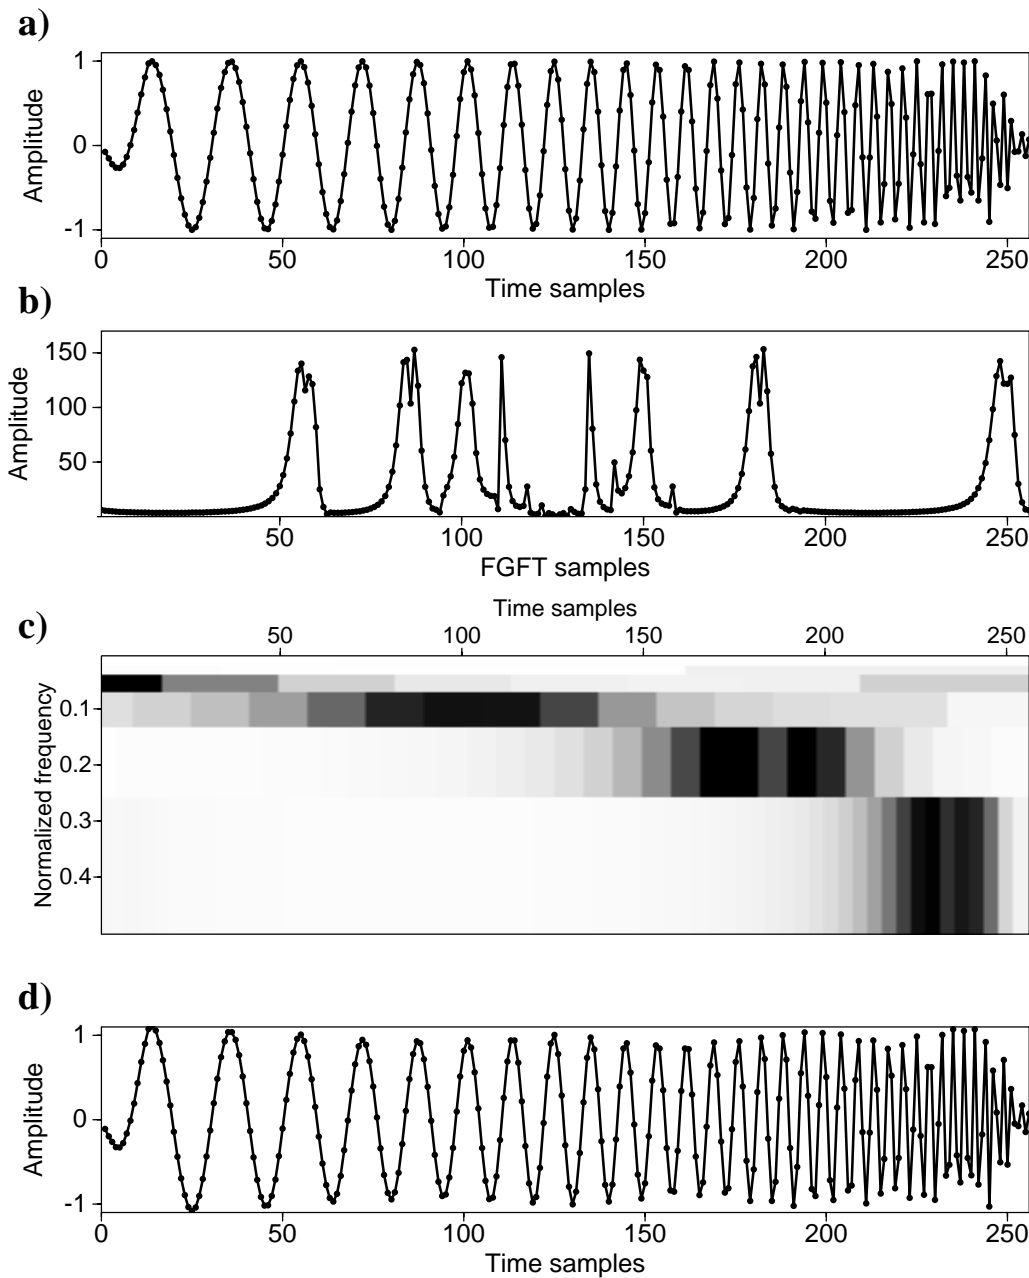 a)
Amplitude
1
0
-1
0 50 100 150 200 250
Time samples
b)
Amplitude
150
100
50
50 100 150 200 250
FGFT samples
c)
Time samples
50 100 150 200 250
Normalized frequency
0.1
0.2
0.3
0.4
d)
Amplitude
1
0
-1
0 50 100 150 200 250
Time samples